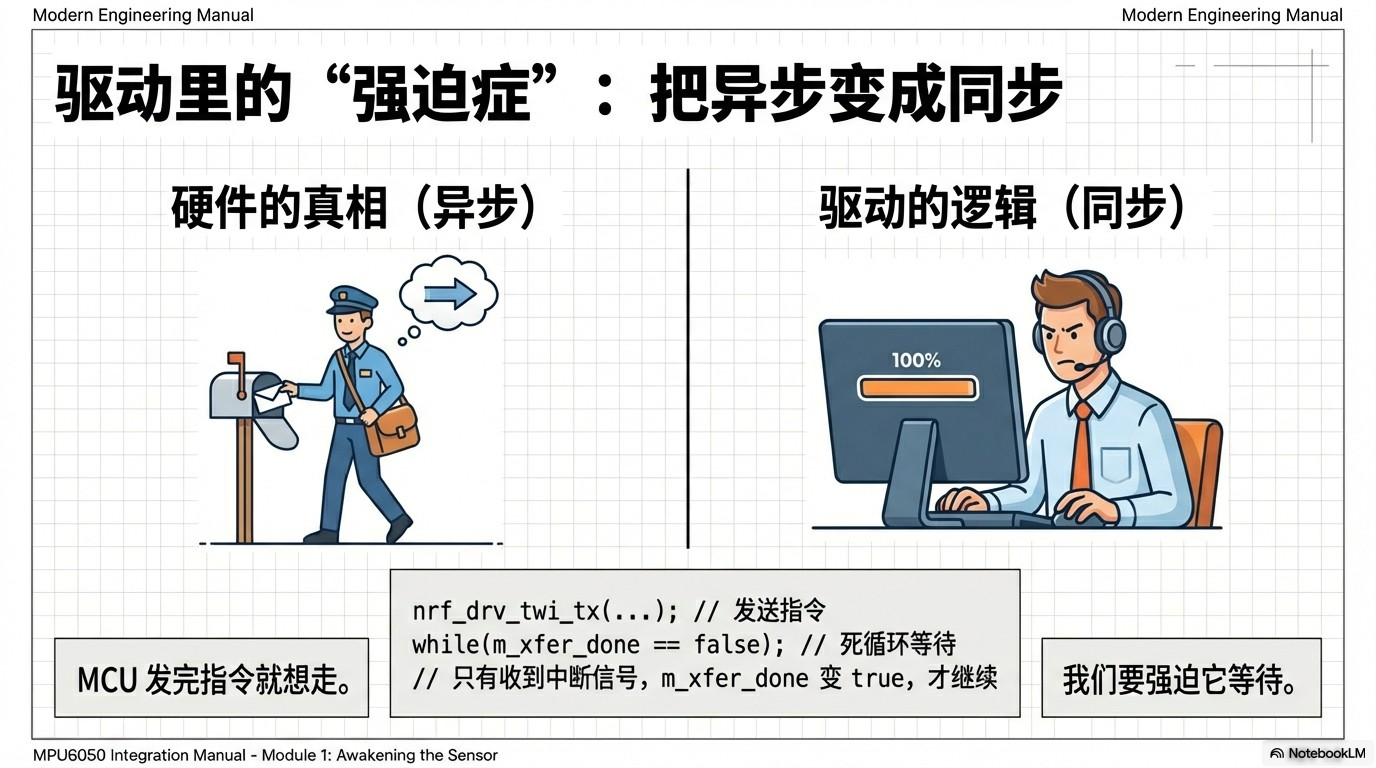 Modern Engineering Manual
Modern Engineering Manual
驱动里的“强迫症”：把异步变成同步
硬件的真相（异步）
驱动的逻辑（同步）
100%
MCU 发完指令就想走。
nrf_drv_twi_tx(...); // 发送指令
while(m_xfer_done == false); // 死循环等待
// 只有收到中断信号，m_xfer_done 变 true，才继续
我们要强迫它等待。
MPU6050 Integration Manual - Module 1: Awakening the Sensor
NotebookLM